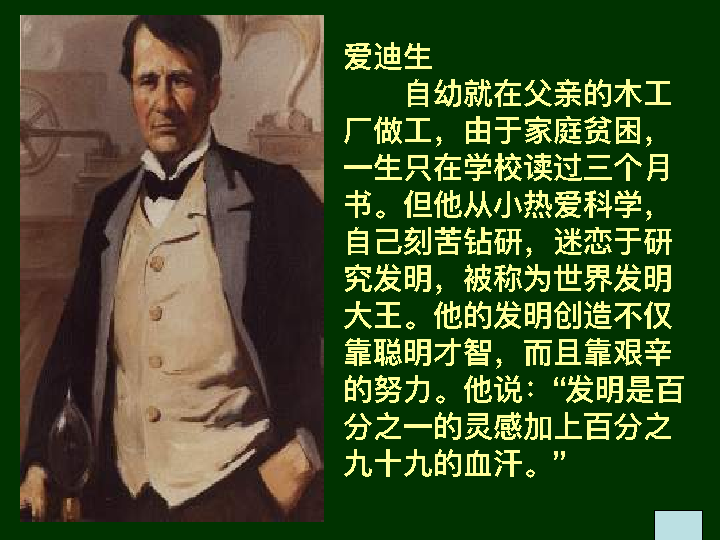 爱迪生
自幼就在父亲的木工
厂做工，由于家庭贫困，
一生只在学校读过三个月
书。但他从小热爱科学，
自己刻苦钻研，迷恋于研
究发明，被称为世界发明
大王。他的发明创造不仅
靠聪明才智，而且靠艰辛
的努力。他说：“发明是百
分之一的灵感加上百分之
九十九的血汗。”